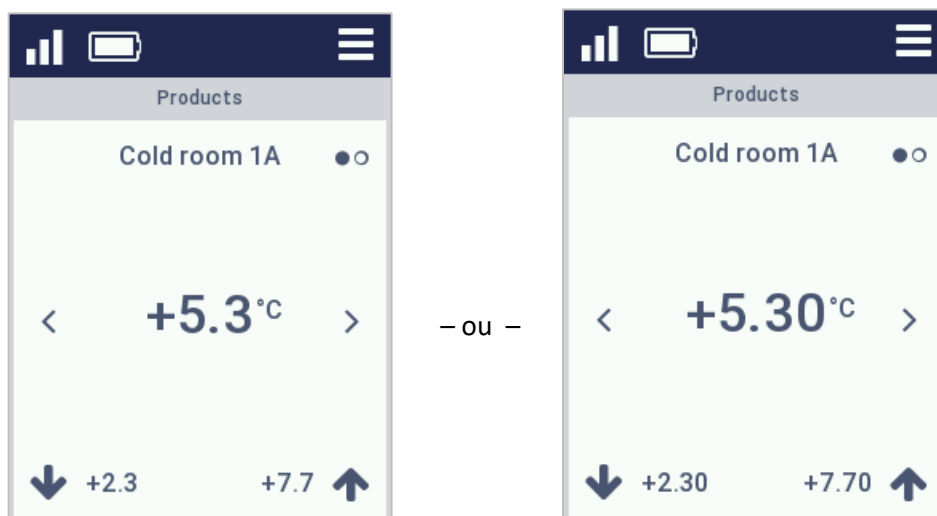 Products
Cold room 1A
< +5.3°C >
+2.3 +7.7
– ou –
Products
Cold room 1A
< +5.30°C >
+2.30 +7.70